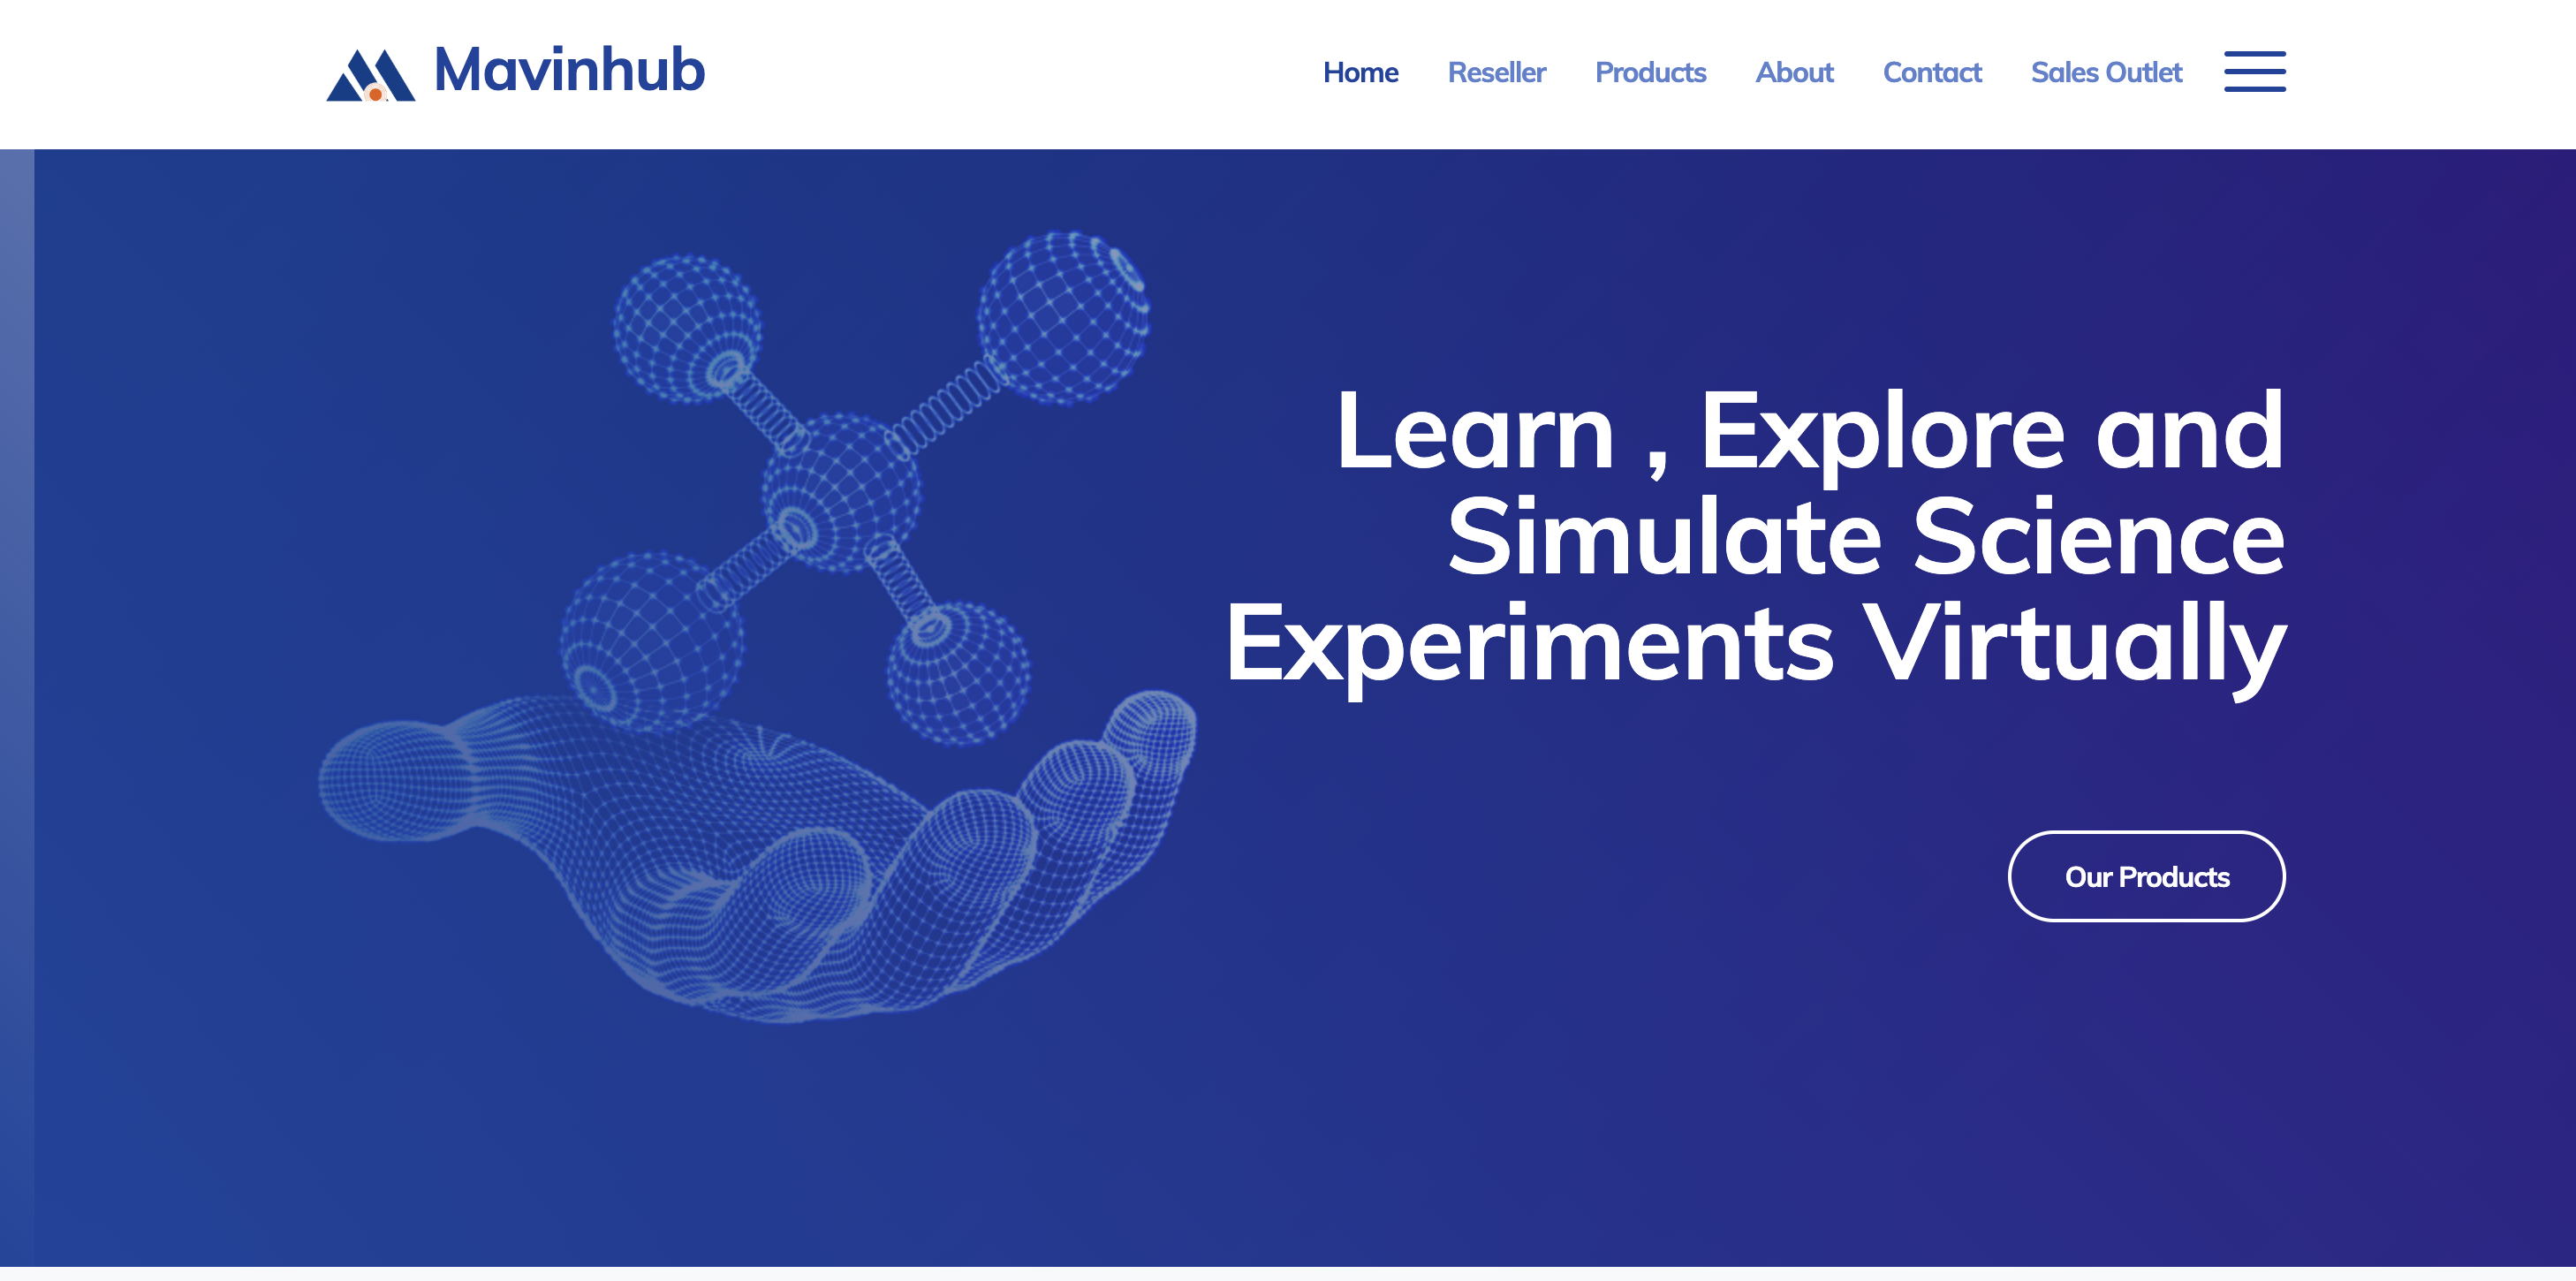 Mavinhub
Home Reseller Products About Contact Sales Outlet
Learn , Explore and
Simulate Science
Experiments Virtually
Our Products